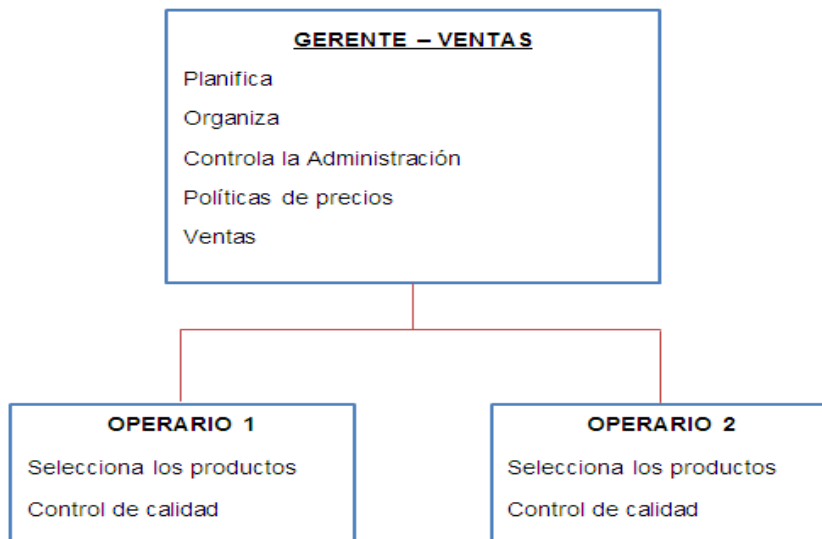 GERENTE – VENTAS
Planifica
Organiza
Controla la Administración
Políticas de precios
Ventas
OPERARIO 1
Selecciona los productos
Control de calidad
OPERARIO 2
Selecciona los productos
Control de calidad